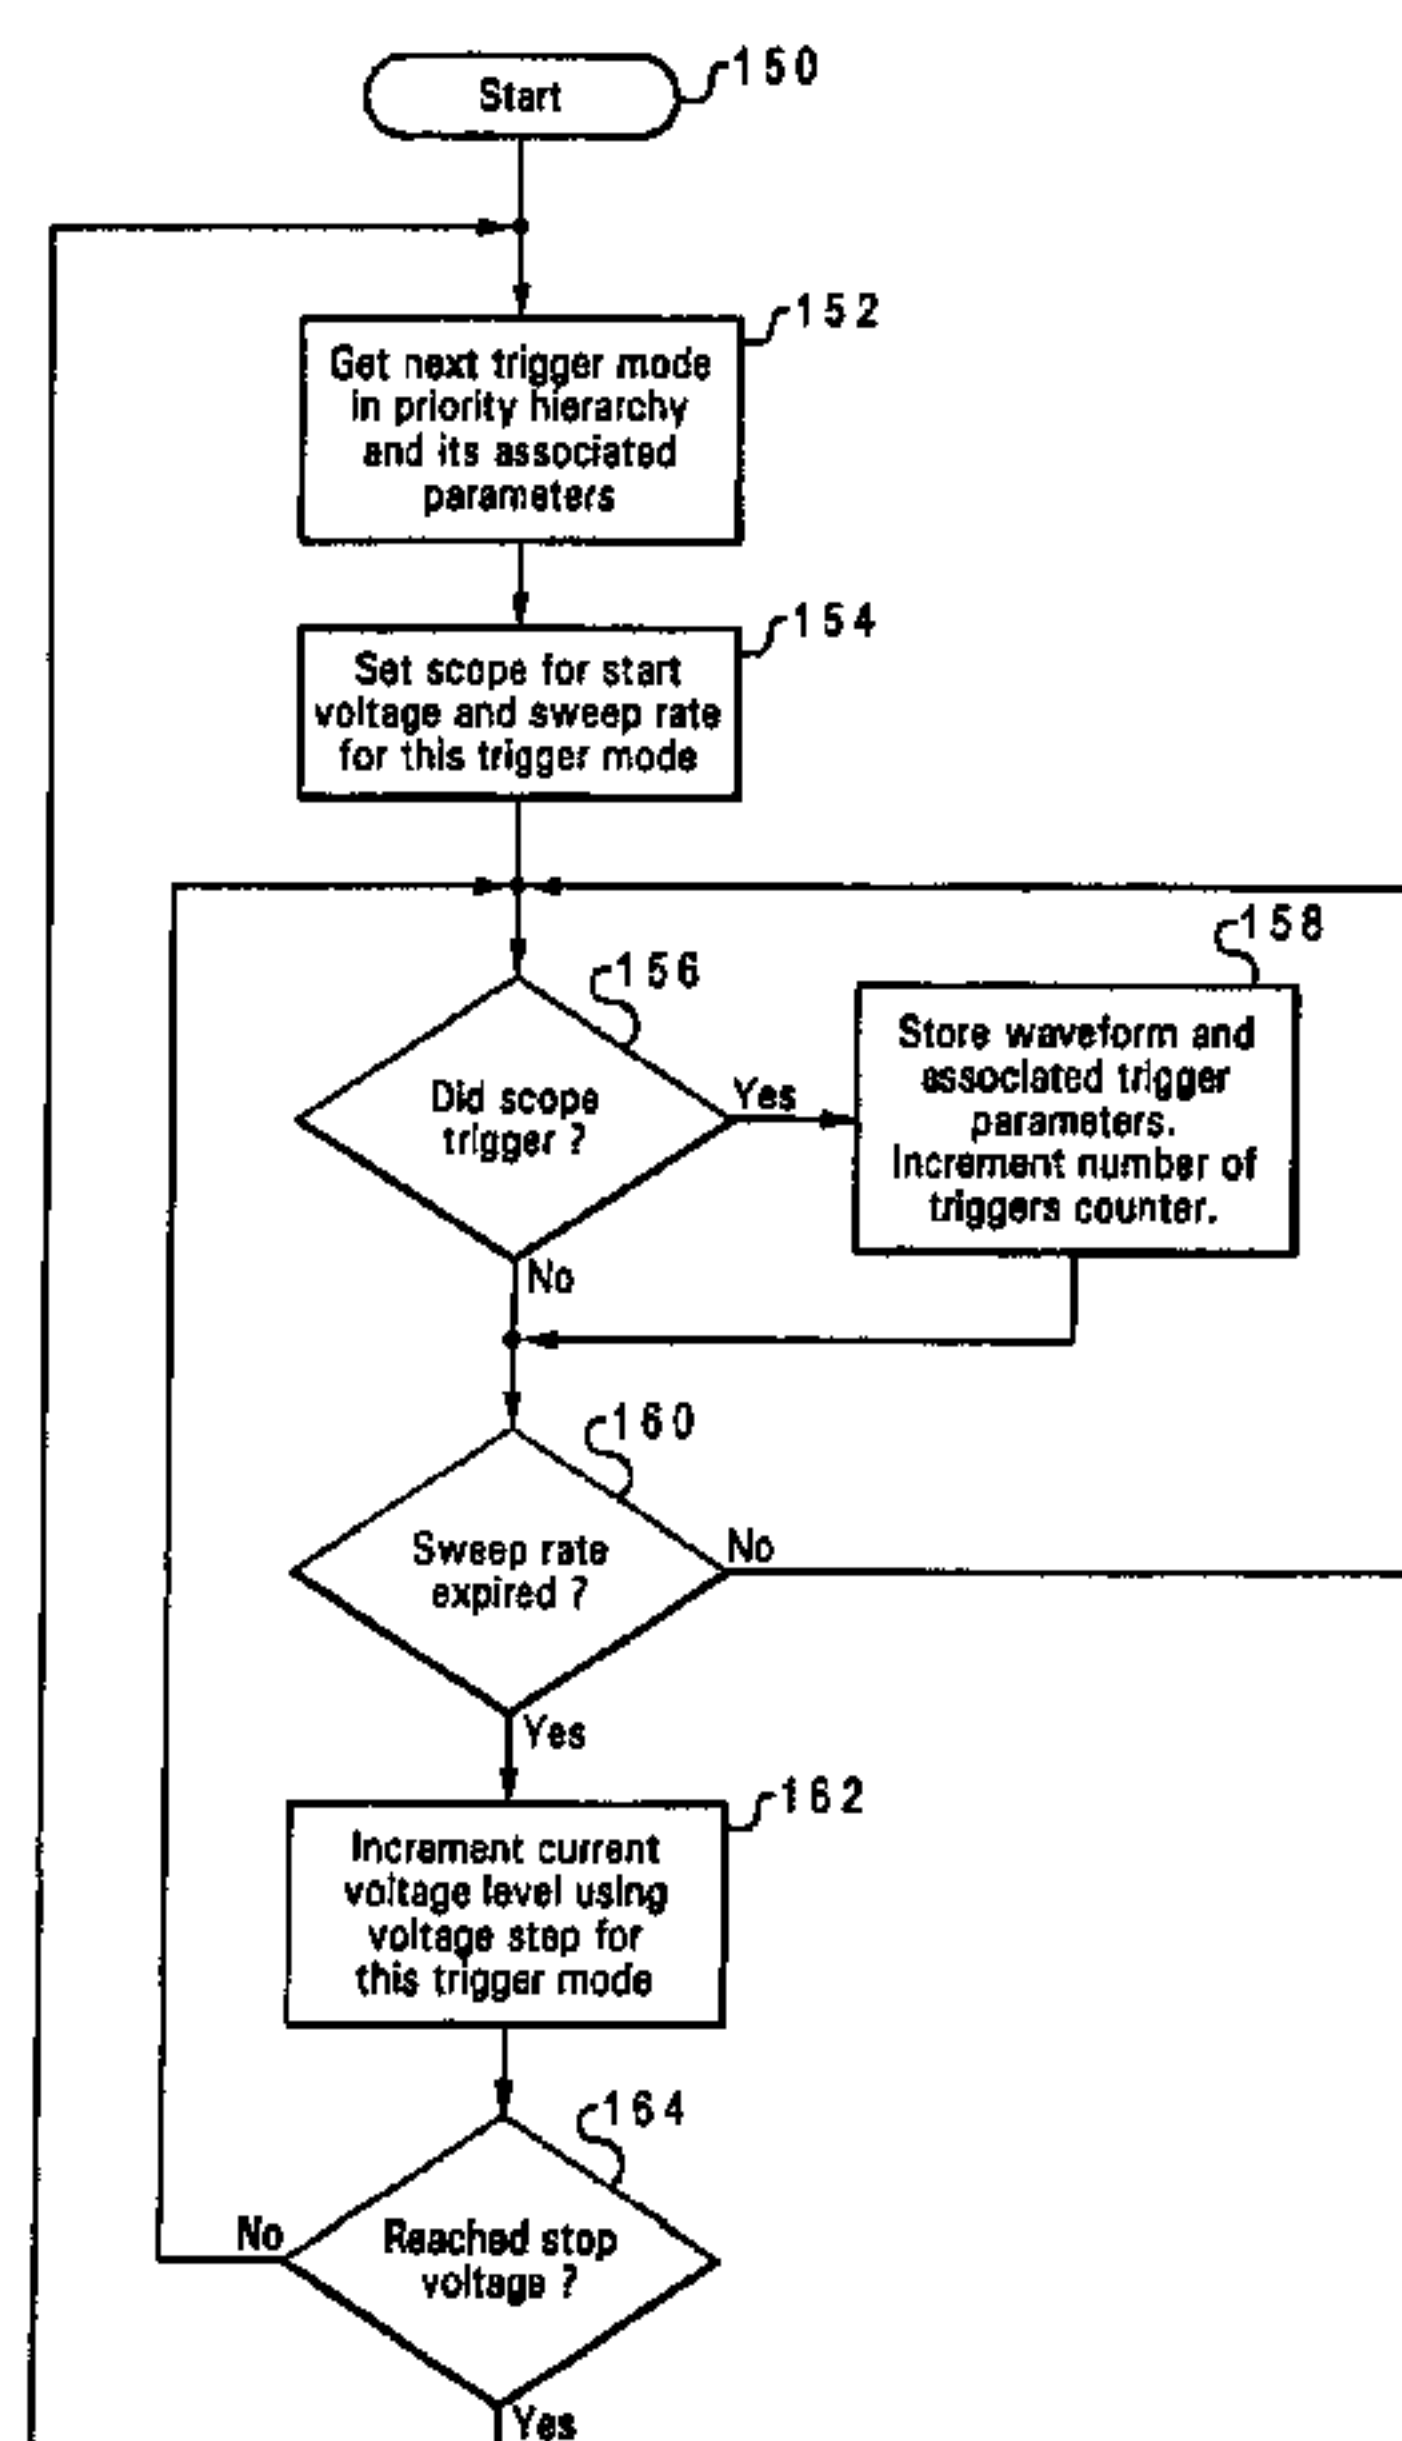 Start
150
152
Get next trigger mode
in priority hierarchy
and its associated
parameters
154
Set scope for start
voltage and sweep rate
for this trigger mode
156
Did scope
trigger ?
Yes
No
158
Store waveform and
associated trigger
parameters.
Increment number of
triggers counter.
160
Sweep rate
expired ?
No
Yes
162
Increment current
voltage level using
voltage step for
this trigger mode
164
Reached stop
voltage ?
No
Yes